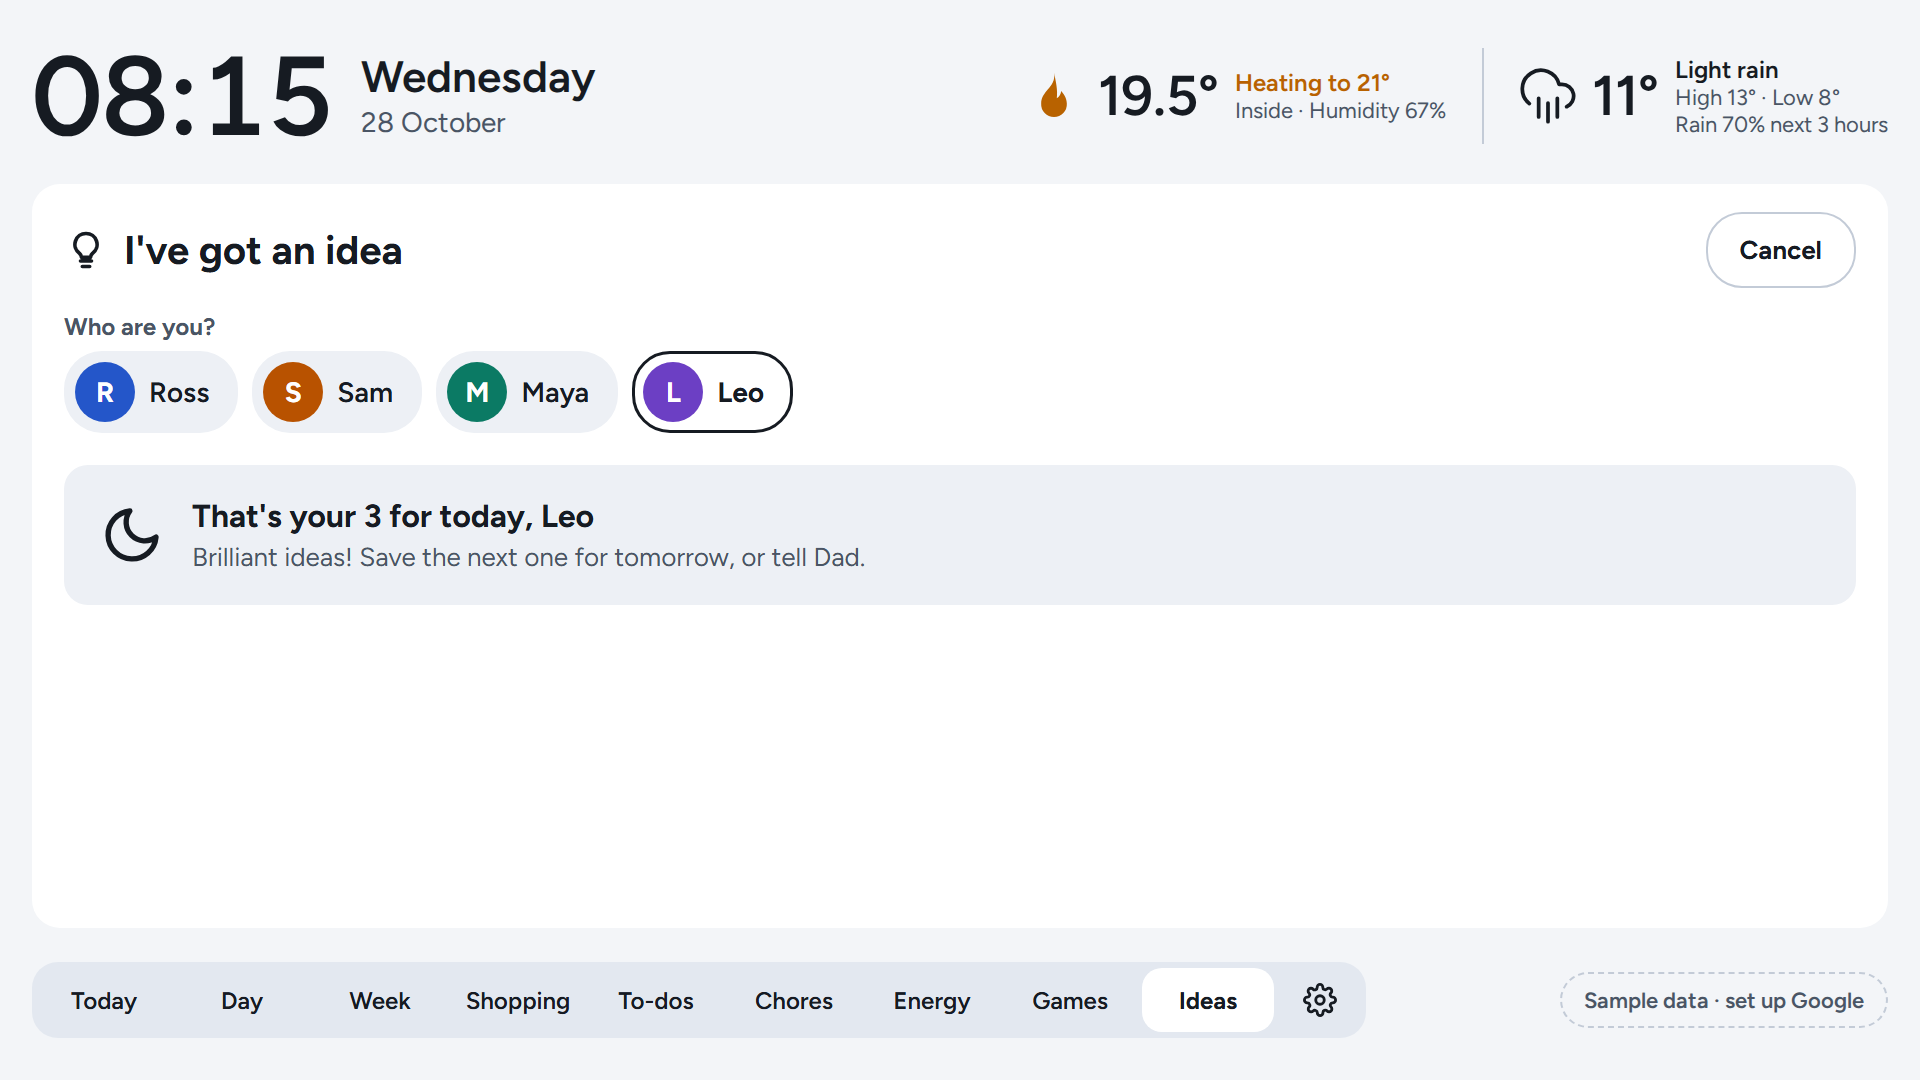 08:15
Wednesday
28 October
19.5°
Heating to 21°
Inside · Humidity 67%
11°
Light rain
High 13° · Low 8°
Rain 70% next 3 hours
I've got an idea
Cancel
Who are you?
R Ross
S Sam
M Maya
L Leo
That's your 3 for today, Leo
Brilliant ideas! Save the next one for tomorrow, or tell Dad.
Today
Day
Week
Shopping
To-dos
Chores
Energy
Games
Ideas
Sample data · set up Google